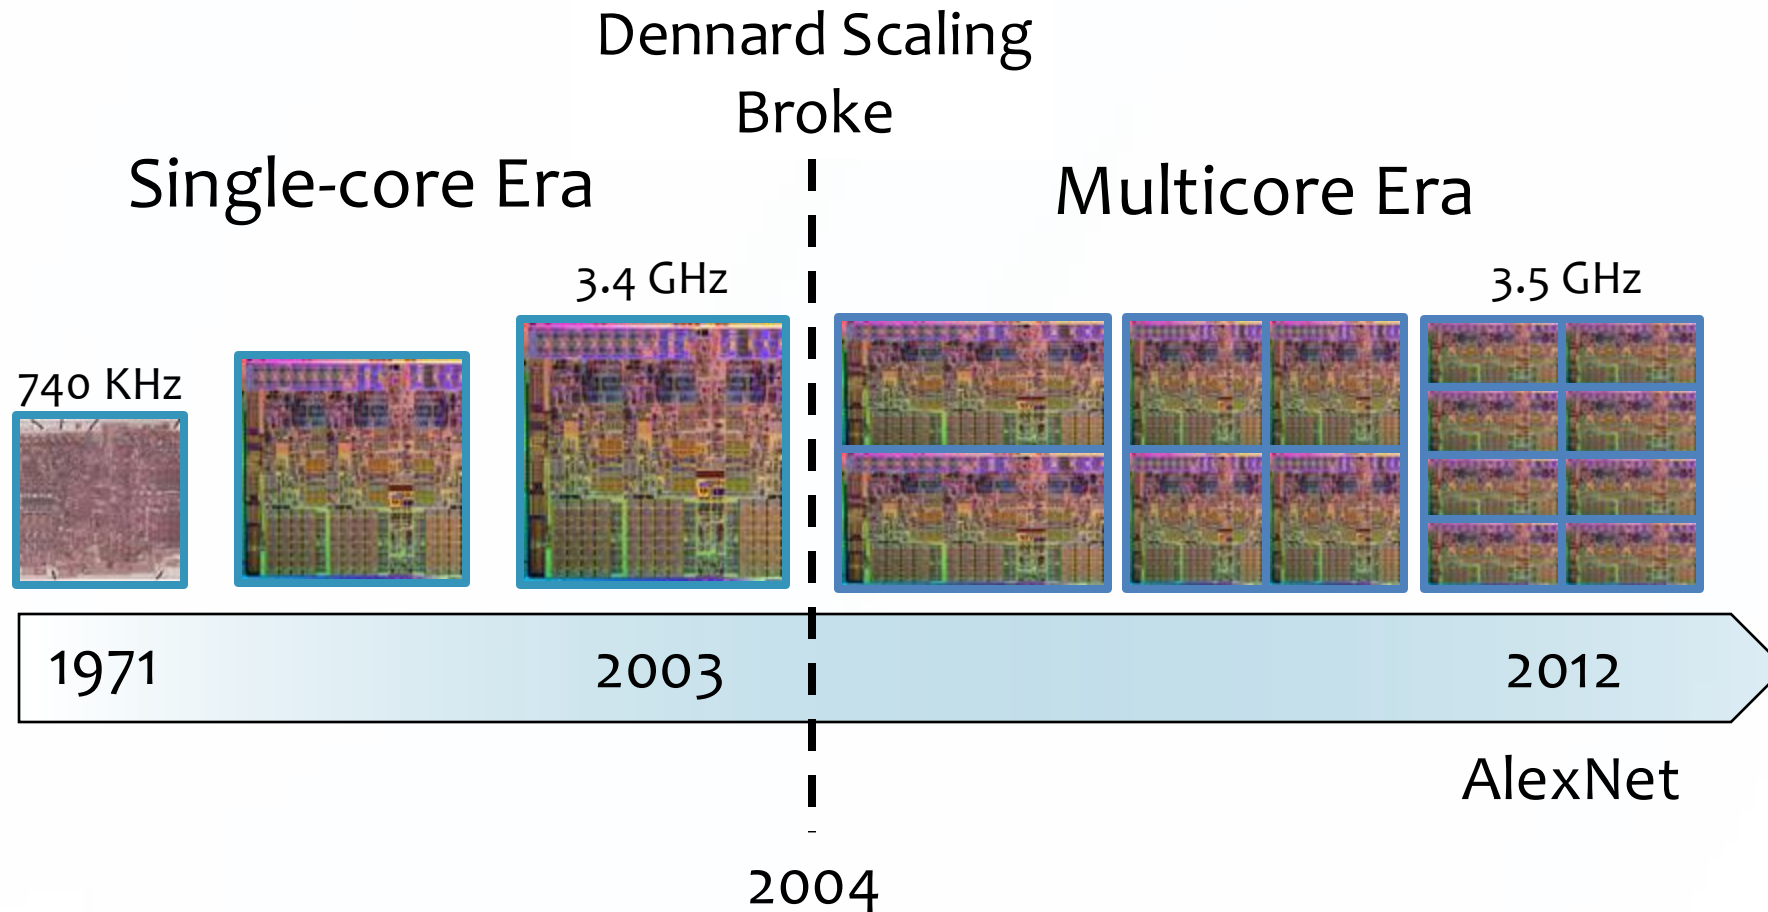 Dennard Scaling
Broke
Single-core Era
Multicore Era
3.4 GHz
3.5 GHz
740 KHz
1971
2003
2012
AlexNet
2004